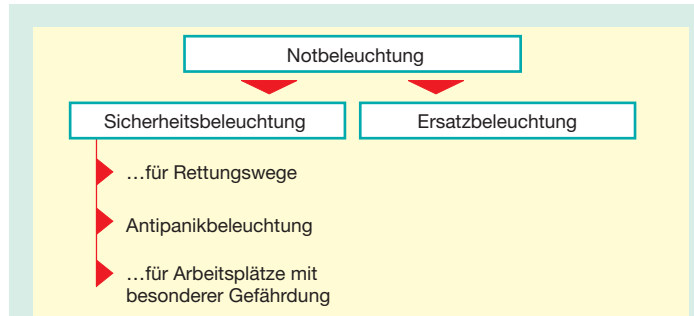 Notbeleuchtung
Sicherheitsbeleuchtung
Ersatzbeleuchtung
…für Rettungswege
Antipanikbeleuchtung
…für Arbeitsplätze mit
besonderer Gefährdung